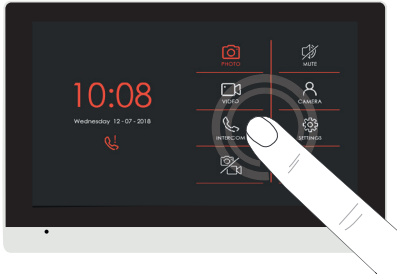 PHOTO
MUTE
10:08
VIDEO
CAMERA
Wednesday 12-07-2018
INTERCOM
SETTINGS